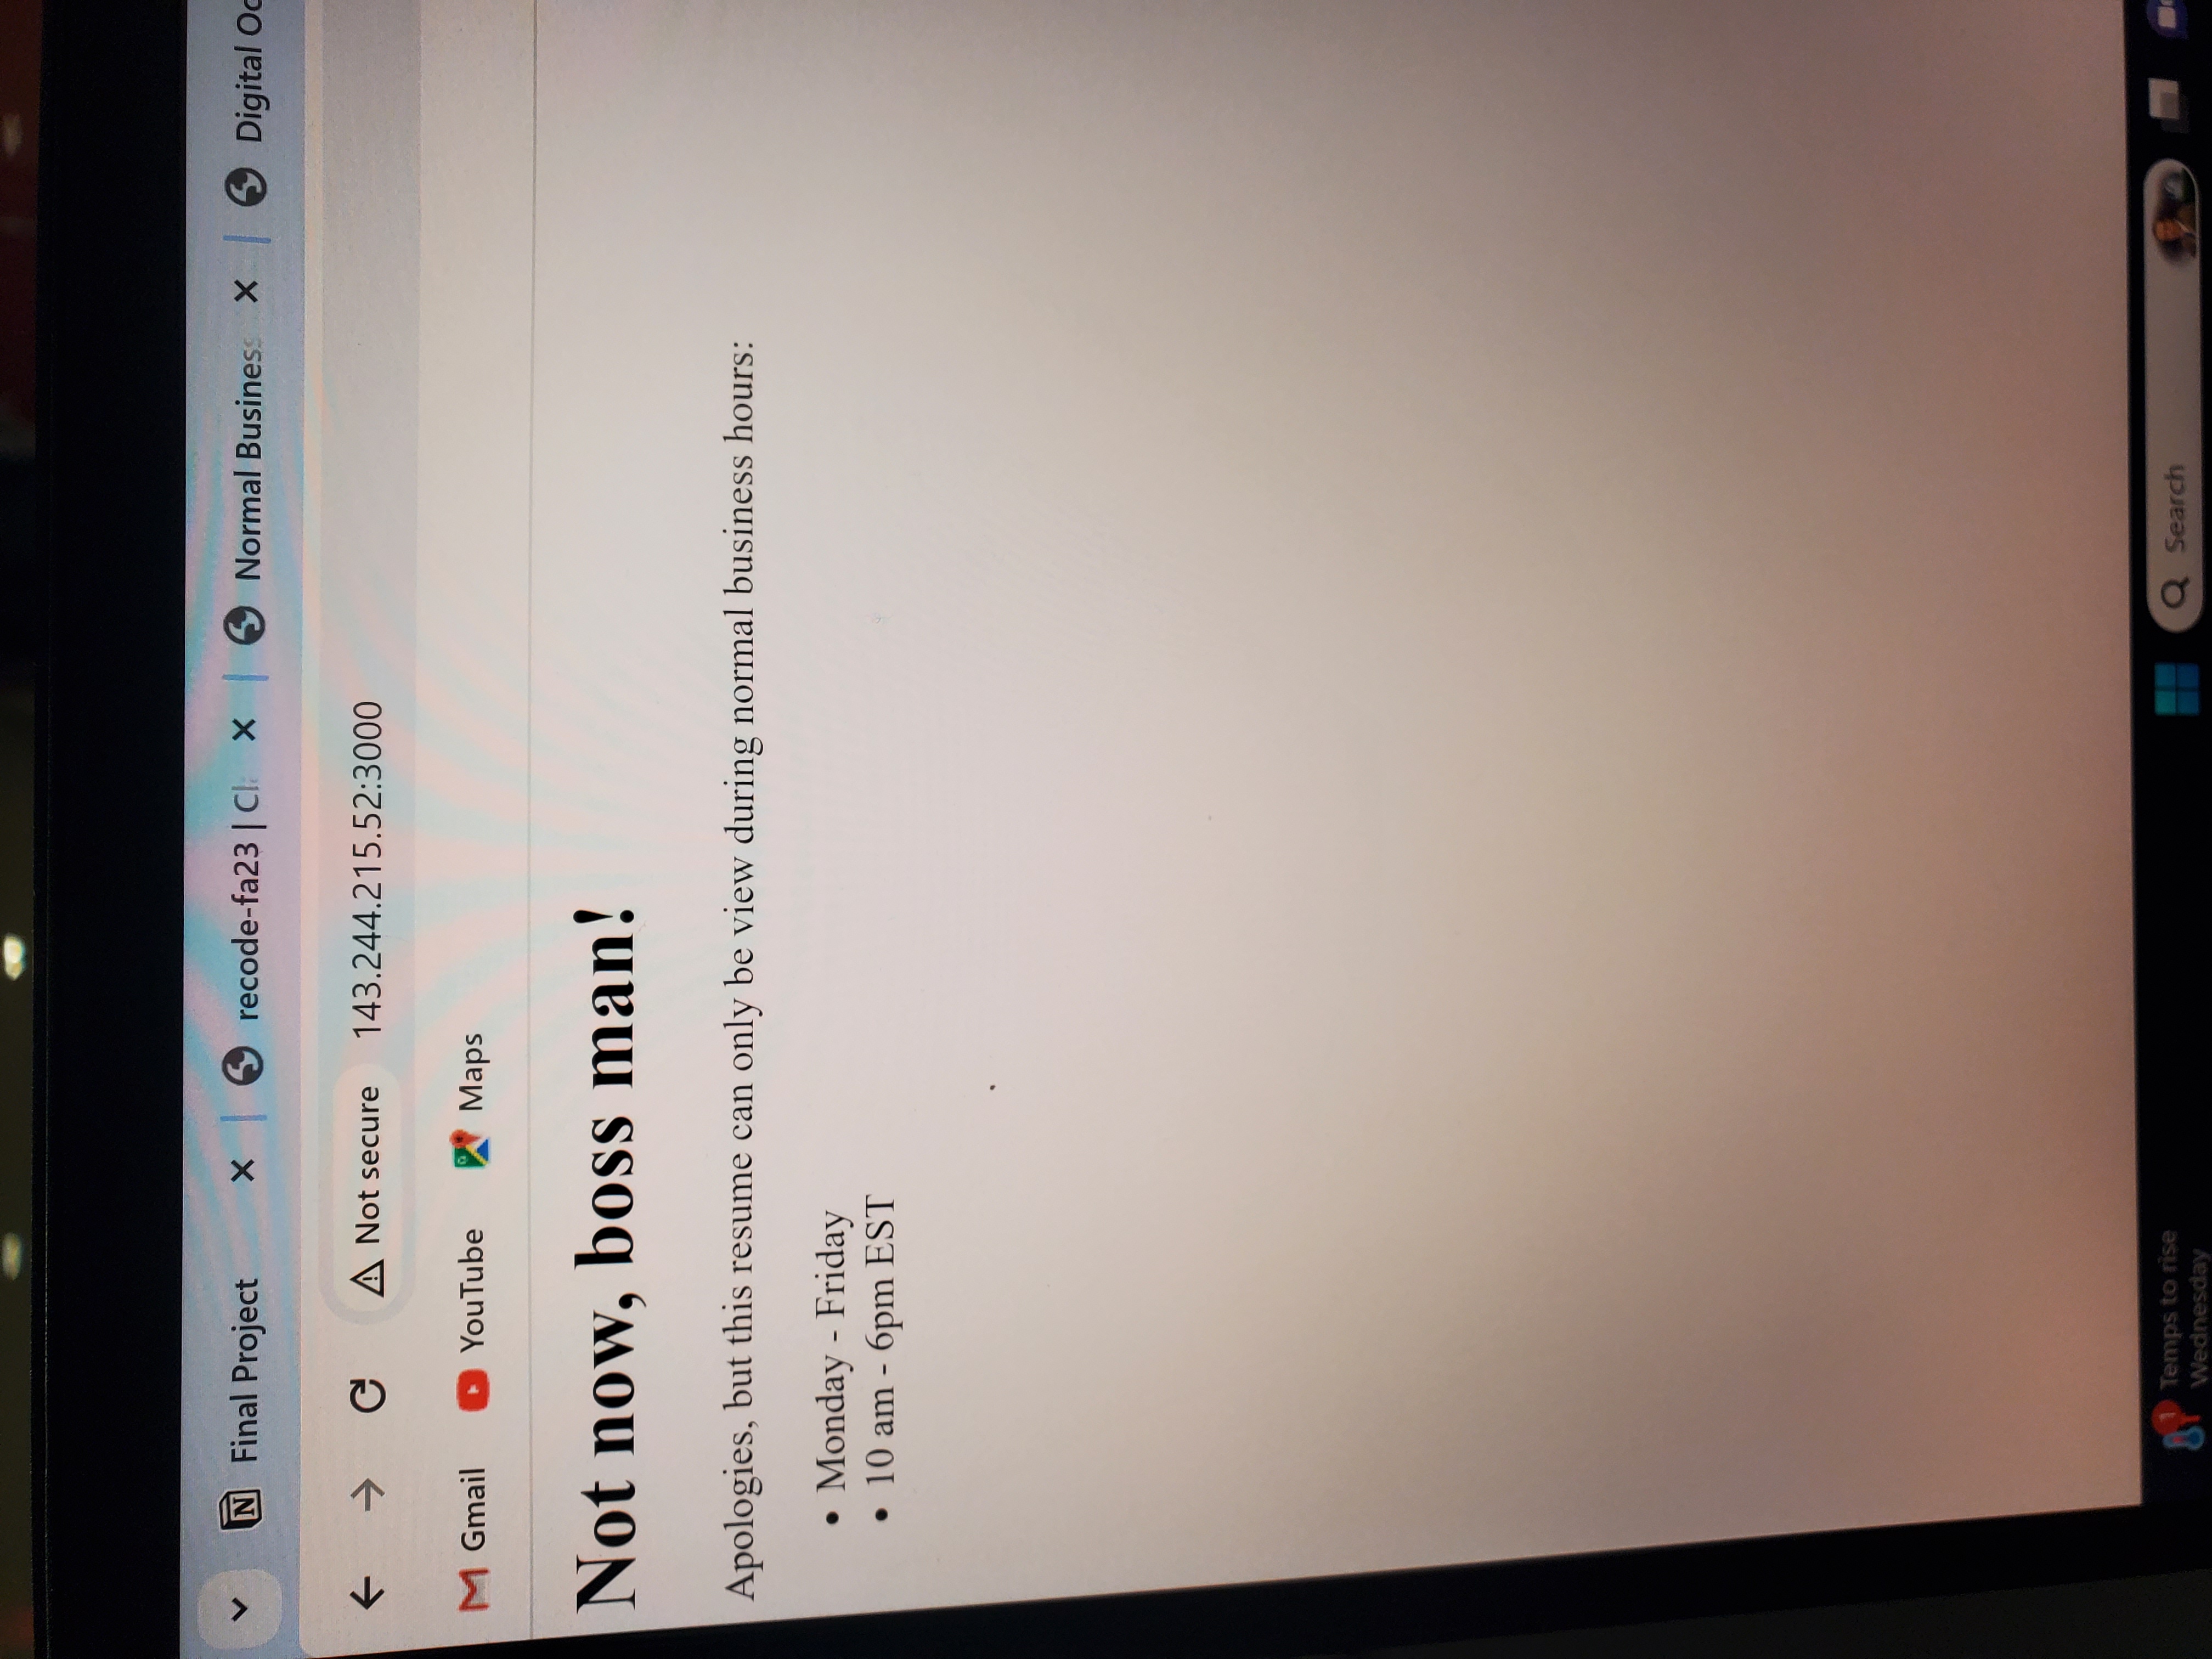 Final Project
recode-fa23 | Cl
Normal Business
Digital Oc
Not secure 143.244.215.52:3000
Gmail YouTube Maps
Not now, boss man!
Apologies, but this resume can only be view during normal business hours:
• Monday - Friday
• 10 am - 6pm EST
1
Temps to rise
Wednesday
Search